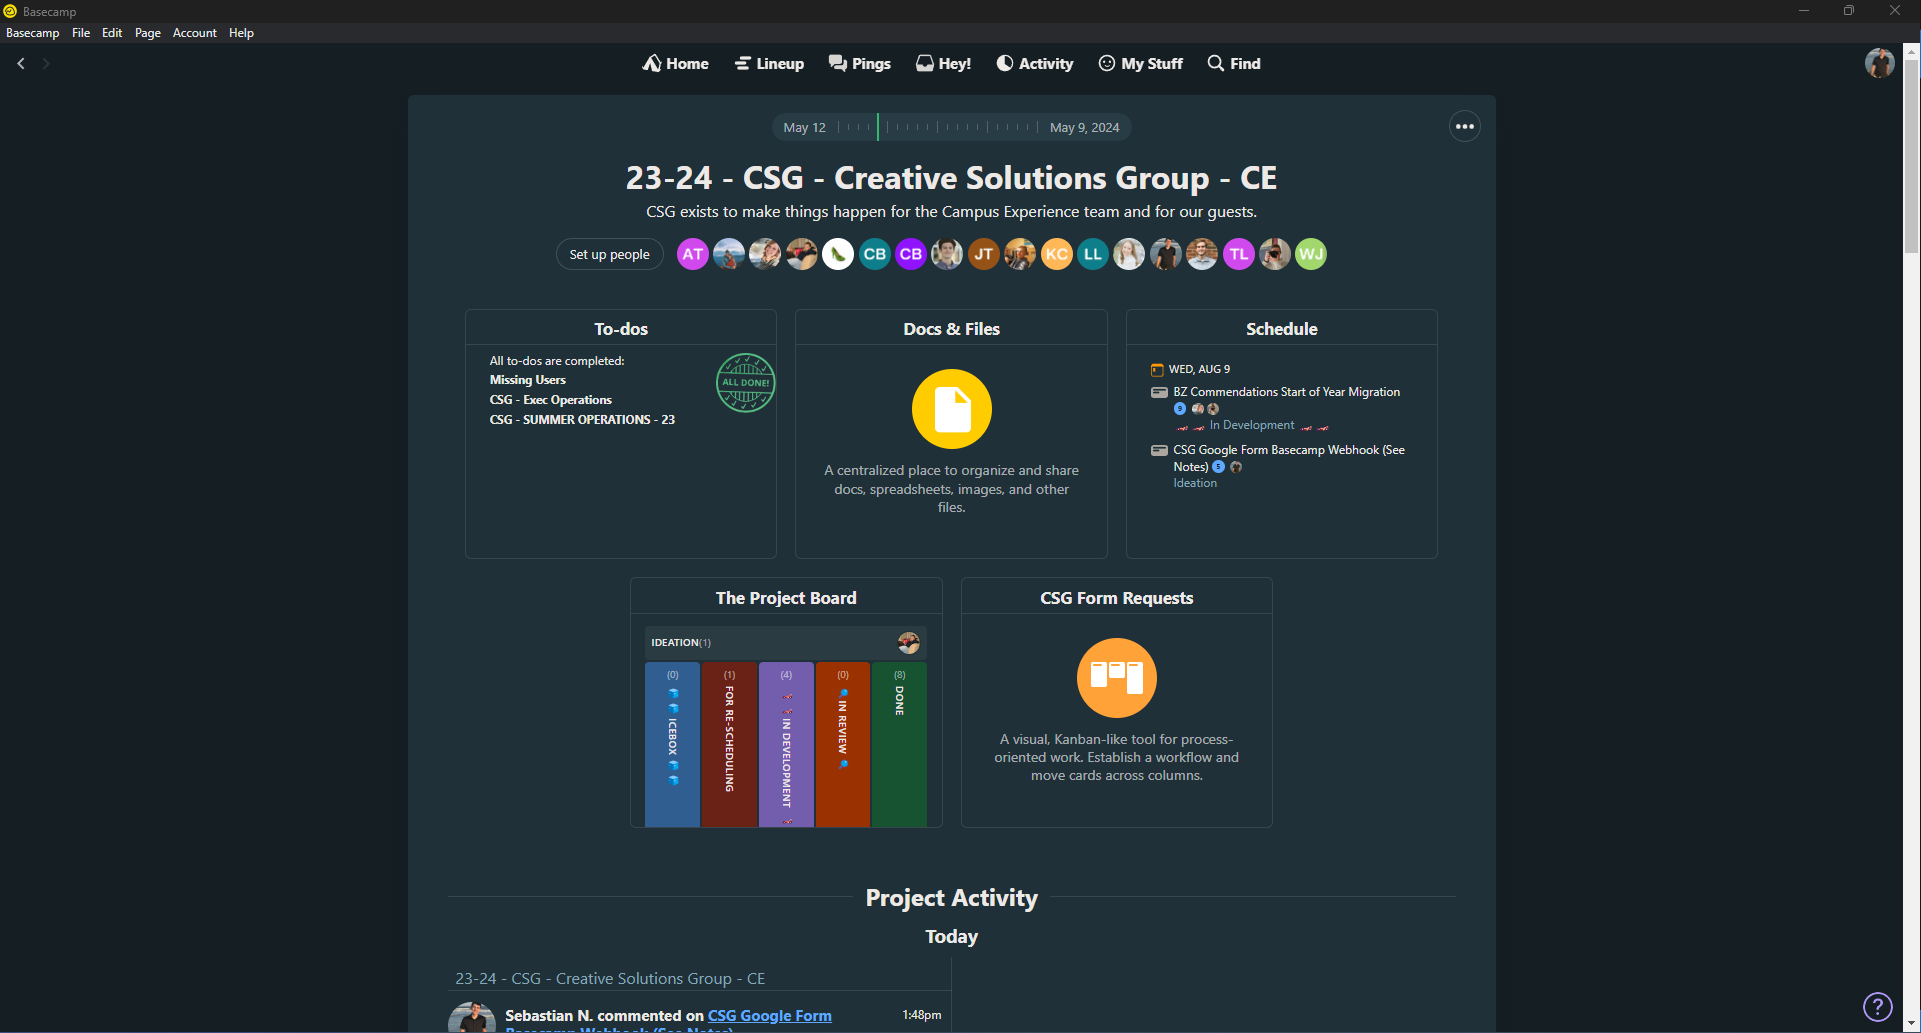 Basecamp
Basecamp File Edit Page Account Help
Home Lineup Pings Hey! Activity My Stuff Find
May 12 May 9, 2024
23-24 - CSG - Creative Solutions Group - CE
CSG exists to make things happen for the Campus Experience team and for our guests.
Set up people AT CB CB JT KC LL TL WJ
To-dos
All to-dos are completed:
Missing Users
CSG - Exec Operations
CSG - SUMMER OPERATIONS - 23
ALL DONE!
Docs & Files
A centralized place to organize and share
docs, spreadsheets, images, and other
files.
Schedule
WED, AUG 9
BZ Commendations Start of Year Migration
9
In Development
CSG Google Form Basecamp Webhook (See
Notes) 5
Ideation
The Project Board
IDEATION(1)
(0) ICEBOX
(1) FOR RE-SCHEDULING
(4) IN DEVELOPMENT
(0) IN REVIEW
(8) DONE
CSG Form Requests
A visual, Kanban-like tool for process-
oriented work. Establish a workflow and
move cards across columns.
Project Activity
Today
23-24 - CSG - Creative Solutions Group - CE
Sebastian N. commented on CSG Google Form 1:48pm
Basecamp Webhook (See Notes)
?